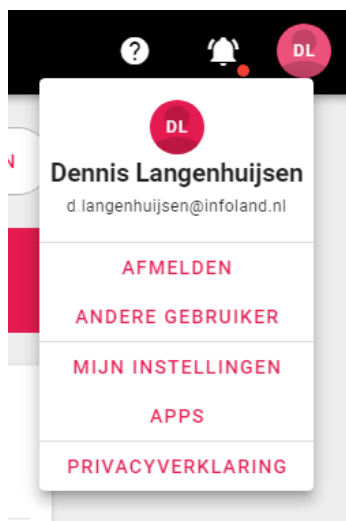 ?
DL
N
DL
Dennis Langenhuijsen
d.langenhuijsen@infoland.nl
AFMELDEN
ANDERE GEBRUIKER
MIJN INSTELLINGEN
APPS
PRIVACYVERKLARING